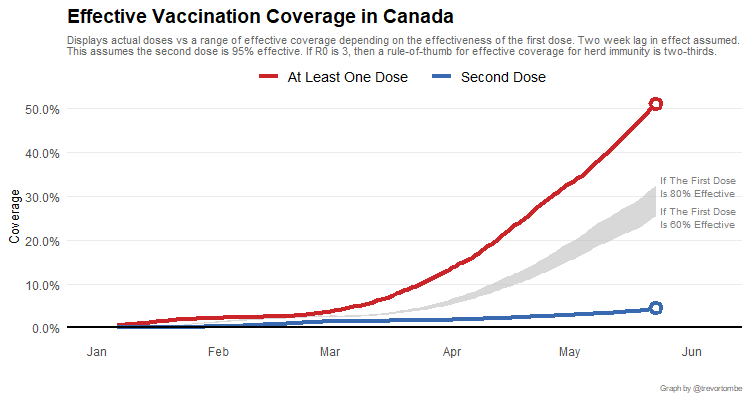 Effective Vaccination Coverage in Canada
Displays actual doses vs a range of effective coverage depending on the effectiveness of the first dose. Two week lag in effect assumed.
This assumes the second dose is 95% effective. If R0 is 3, then a rule-of-thumb for effective coverage for herd immunity is two-thirds.
At Least One Dose Second Dose
50.0%
40.0%
30.0%
20.0%
10.0%
0.0%
Coverage
If The First Dose
Is 80% Effective
If The First Dose
Is 60% Effective
Jan Feb Mar Apr May Jun
Graph by @trevortombe